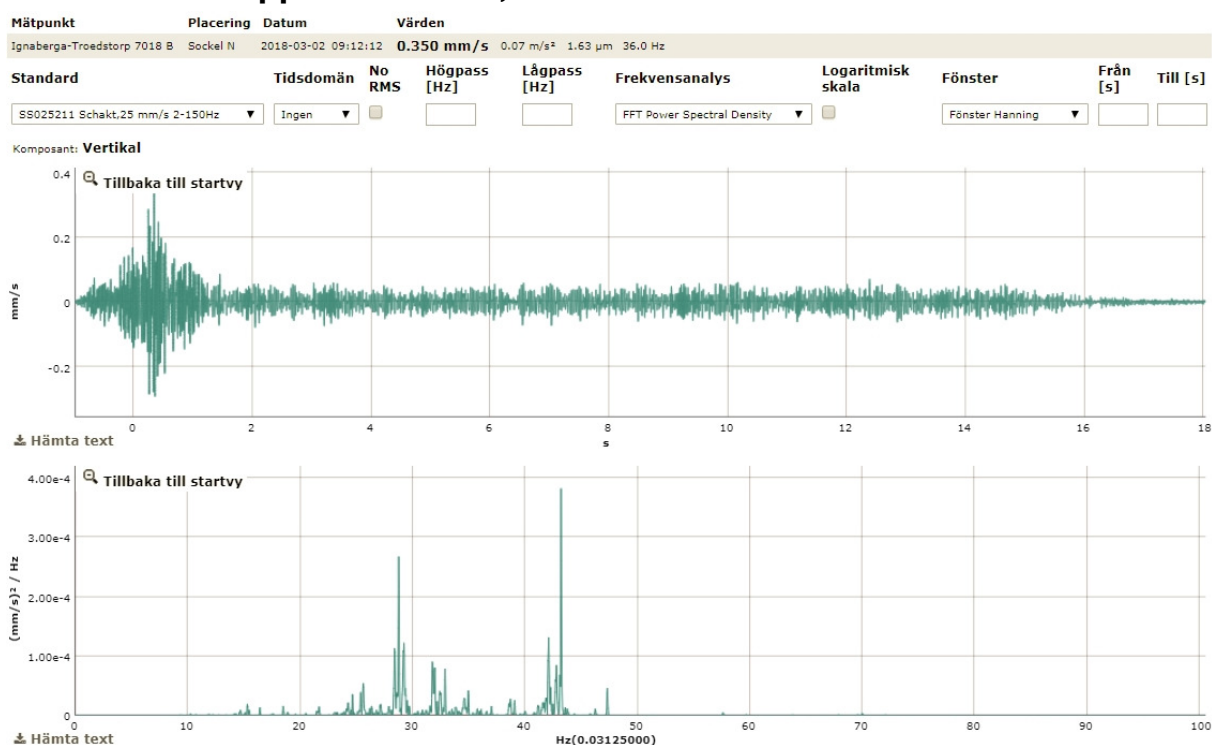 Mätpunkt Placering Datum Värden
Ignaberga-Troedstorp 7018 B Sockel N 2018-03-02 09:12:12 0.350 mm/s 0.07 m/s² 1.63 µm 36.0 Hz
Standard Tidsdomän No RMS Högpass [Hz] Lågpass [Hz] Frekvensanalys Logaritmisk skala Fönster Från [s] Till [s]
SS025211 Schakt,25 mm/s 2-150Hz ▼ Ingen ▼ FFT Power Spectral Density ▼ Fönster Hanning ▼
Komposant: Vertikal
Tillbaka till startvy
0.4
0.2
0
-0.2
mm/s
0 2 4 6 8 10 12 14 16 18
s
Hämta text
Tillbaka till startvy
4.00e-4
3.00e-4
2.00e-4
1.00e-4
0
(mm/s)² / Hz
0 10 20 30 40 50 60 70 80 90 100
Hz(0.03125000)
Hämta text